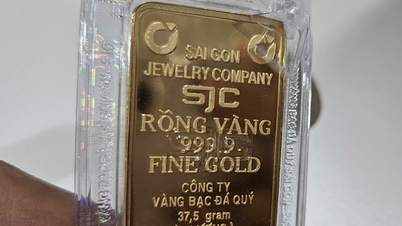 SAI GON
JEWELRY COMPANY
SJC
RỒNG VÀNG
999.9
FINE GOLD
CÔNG TY
VÀNG BẠC ĐÁ QUÝ
37,5 gram